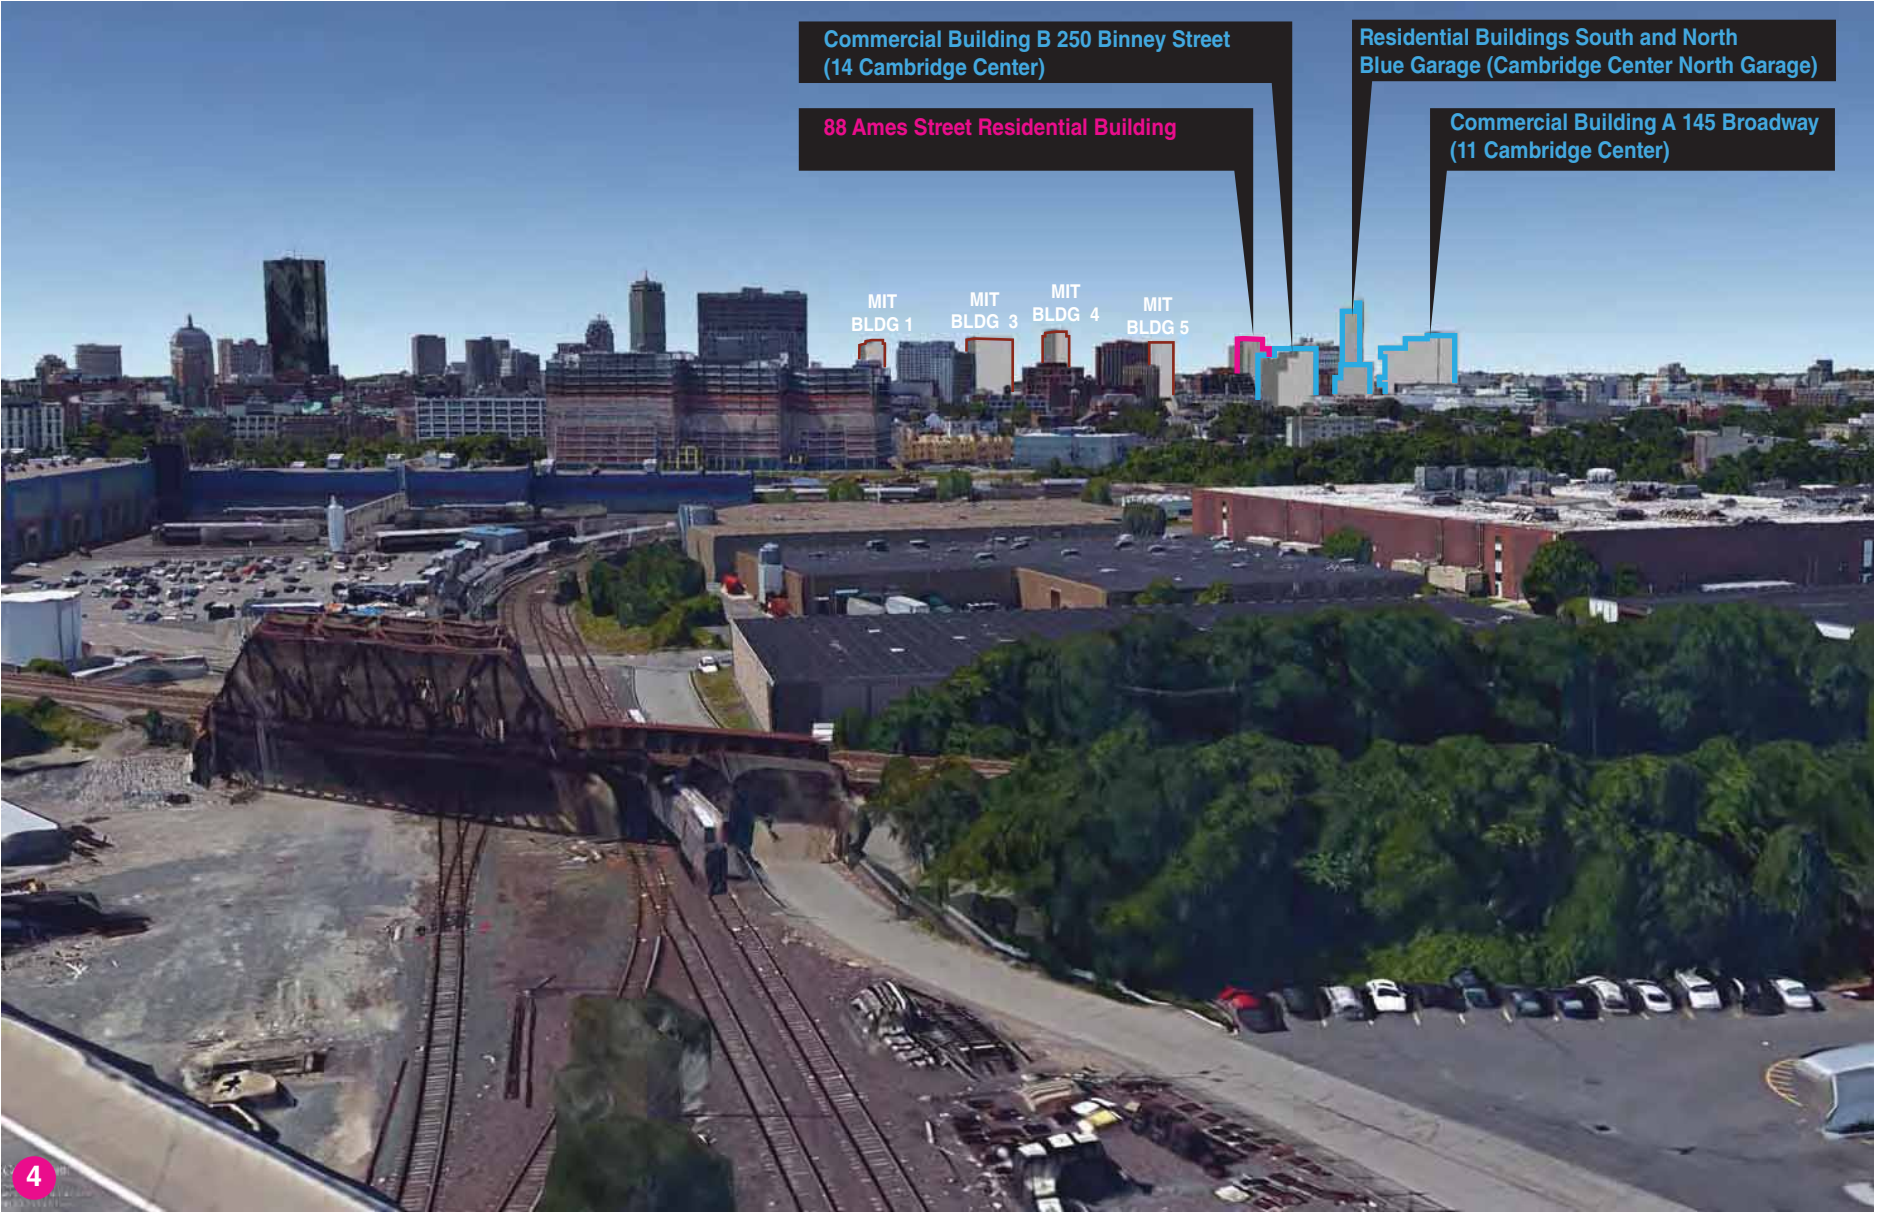 Commercial Building B 250 Binney Street
(14 Cambridge Center)
Residential Buildings South and North
Blue Garage (Cambridge Center North Garage)
88 Ames Street Residential Building
Commercial Building A 145 Broadway
(11 Cambridge Center)
MIT
BLDG 1
MIT
BLDG 3
MIT
BLDG 4
MIT
BLDG 5
4